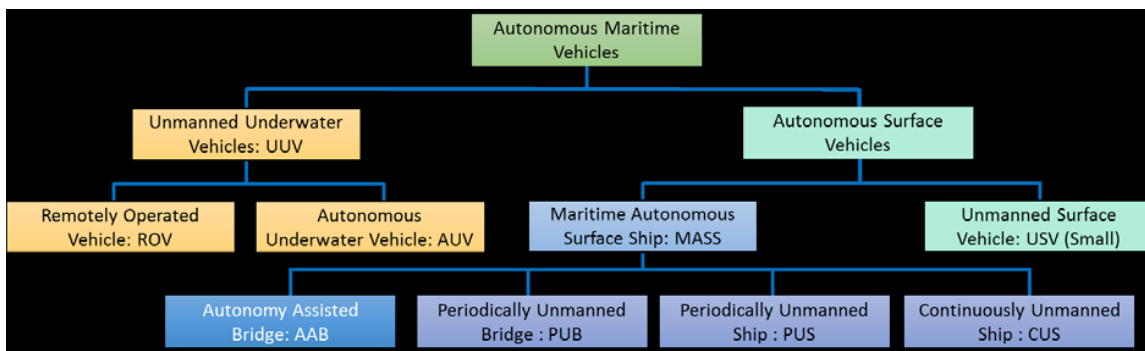 Autonomous Maritime
Vehicles
Unmanned Underwater
Vehicles: UUV
Autonomous Surface
Vehicles
Remotely Operated
Vehicle: ROV
Autonomous
Underwater Vehicle: AUV
Maritime Autonomous
Surface Ship: MASS
Unmanned Surface
Vehicle: USV (Small)
Autonomy Assisted
Bridge: AAB
Periodically Unmanned
Bridge : PUB
Periodically Unmanned
Ship : PUS
Continuously Unmanned
Ship : CUS